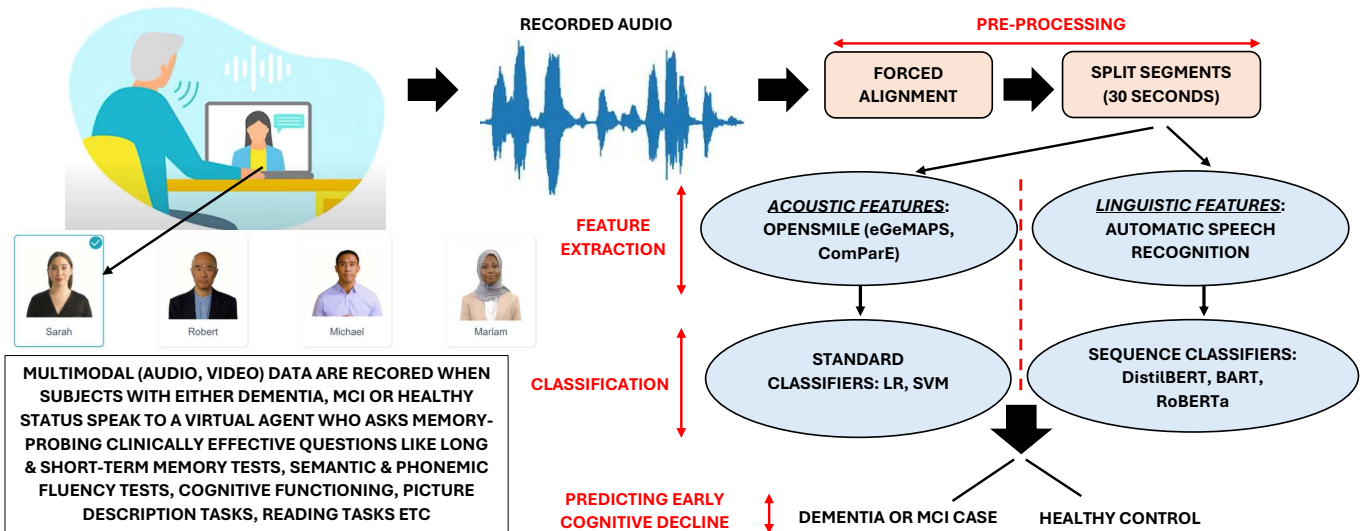 RECORDED AUDIO
PRE-PROCESSING
FORCED
ALIGNMENT
SPLIT SEGMENTS
(30 SECONDS)
FEATURE
EXTRACTION
ACOUSTIC FEATURES:
OPENSMILE (eGeMAPS,
ComParE)
LINGUISTIC FEATURES:
AUTOMATIC SPEECH
RECOGNITION
Sarah
Robert
Michael
Mariam
CLASSIFICATION
STANDARD
CLASSIFIERS: LR, SVM
SEQUENCE CLASSIFIERS:
DistilBERT, BART,
RoBERTa
MULTIMODAL (AUDIO, VIDEO) DATA ARE RECORED WHEN
SUBJECTS WITH EITHER DEMENTIA, MCI OR HEALTHY
STATUS SPEAK TO A VIRTUAL AGENT WHO ASKS MEMORY-
PROBING CLINICALLY EFFECTIVE QUESTIONS LIKE LONG
& SHORT-TERM MEMORY TESTS, SEMANTIC & PHONEMIC
FLUENCY TESTS, COGNITIVE FUNCTIONING, PICTURE
DESCRIPTION TASKS, READING TASKS ETC
PREDICTING EARLY
COGNITIVE DECLINE
DEMENTIA OR MCI CASE
HEALTHY CONTROL